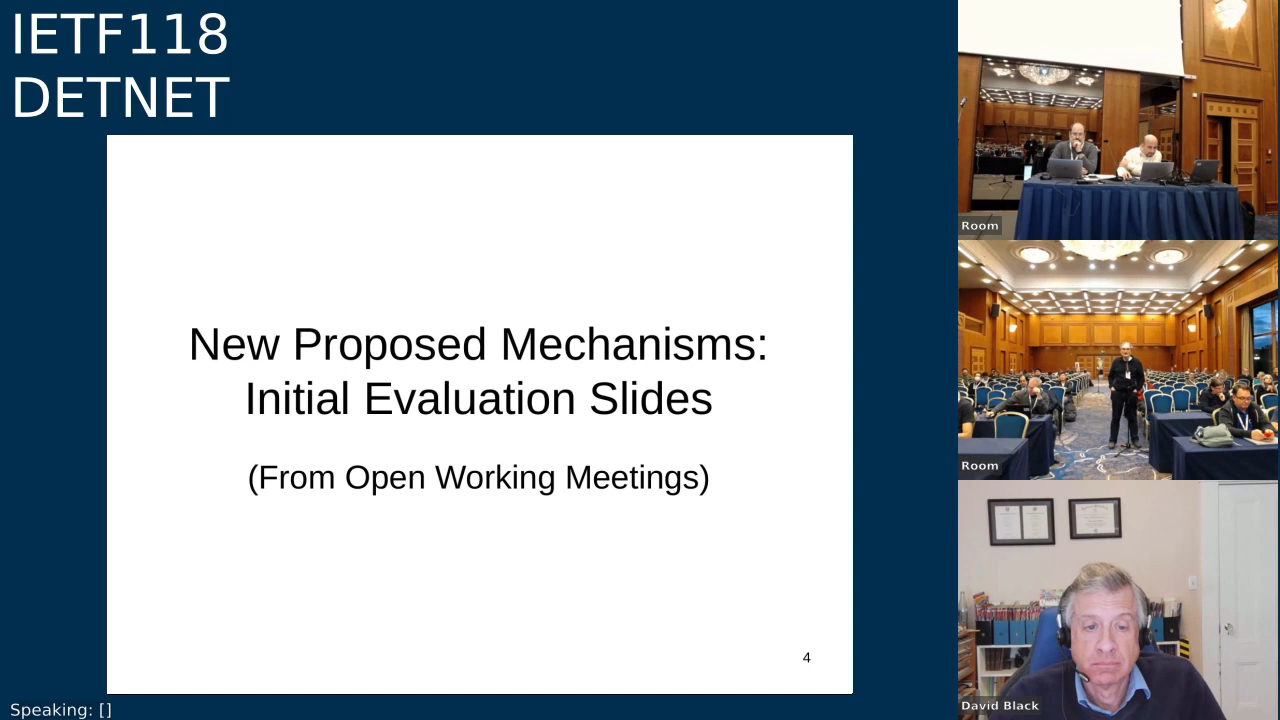 IETF118
DETNET
New Proposed Mechanisms:
Initial Evaluation Slides
(From Open Working Meetings)
4
Speaking: []
Room
Room
David Black